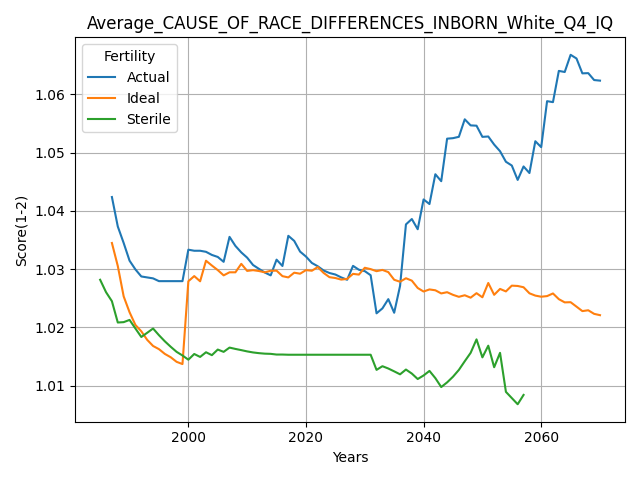 Average_CAUSE_OF_RACE_DIFFERENCES_INBORN_White_Q4_IQ
Fertility
Actual
Ideal
Sterile
1.06
1.05
1.04
1.03
1.02
1.01
Score(1-2)
2000
2020
2040
2060
Years